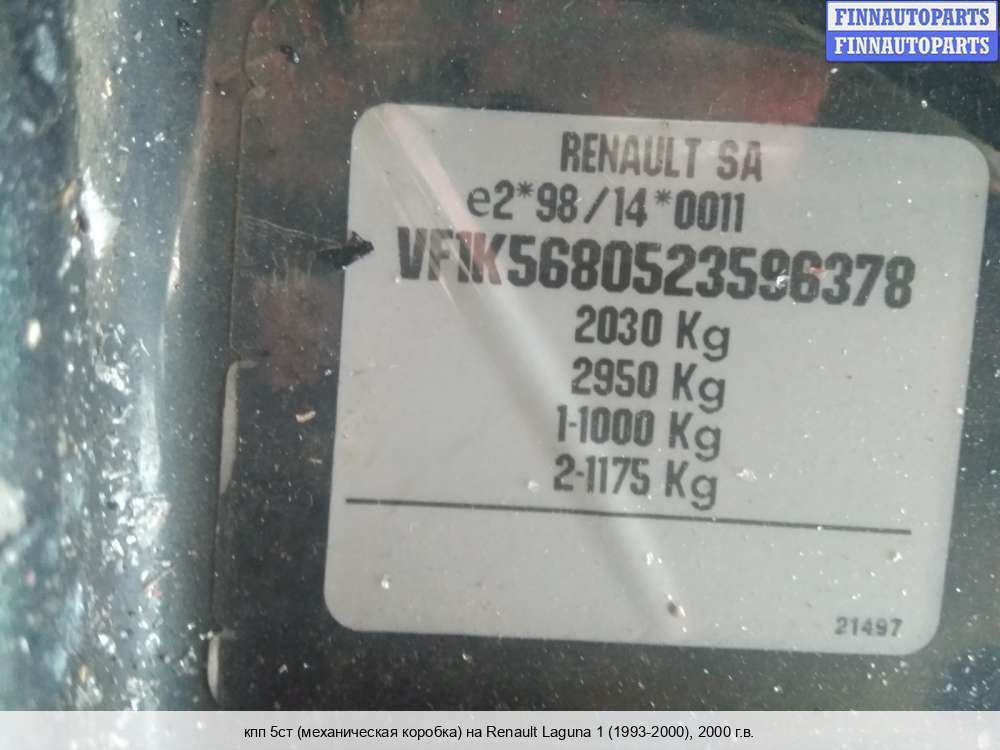 FINNAUTOPARTS
FINNAUTOPARTS
RENAULT SA
e2*98/14*0011
VF1K5680523596378
2030 Kg
2950 Kg
1-1000 Kg
2-1175 Kg
21497
кпп 5ст (механическая коробка) на Renault Laguna 1 (1993-2000), 2000 г.в.